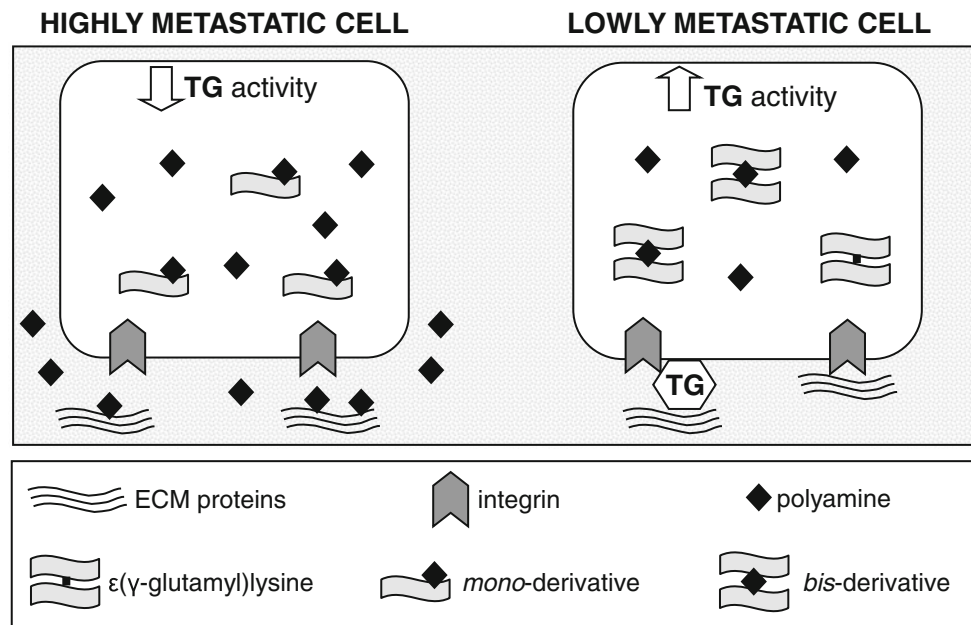 HIGHLY METASTATIC CELL
LOWLY METASTATIC CELL
TG activity
TG activity
TG
ECM proteins
integrin
polyamine
ε(γ-glutamyl)lysine
mono-derivative
bis-derivative